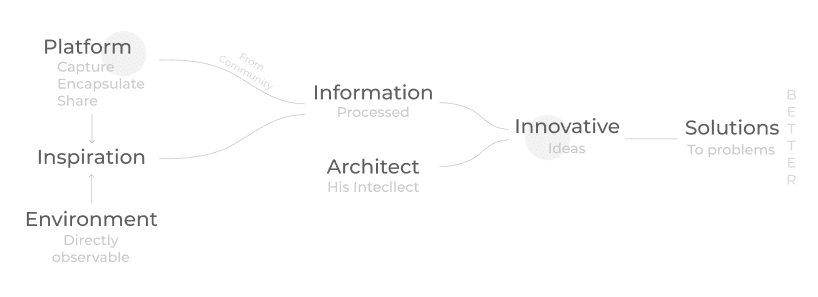 Platform
Capture
Encapsulate
Share
From
Community
Inspiration
Environment
Directly
observable
Information
Processed
Architect
His Intecllect
Innovative
Ideas
Solutions
To problems
BETTER